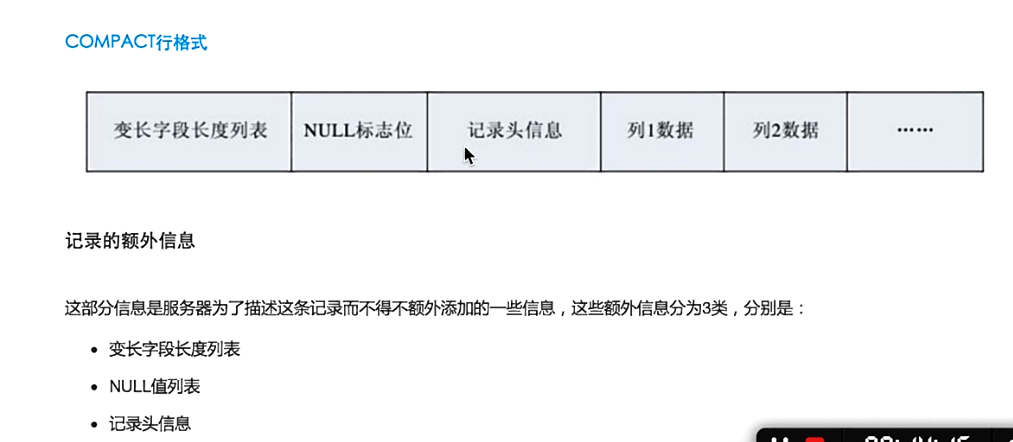 COMPACT行格式
变长字段长度列表 NULL标志位 记录头信息 列1数据 列2数据 ……
记录的额外信息
这部分信息是服务器为了描述这条记录而不得不额外添加的一些信息，这些额外信息分为3类，分别是：
• 变长字段长度列表
• NULL值列表
• 记录头信息